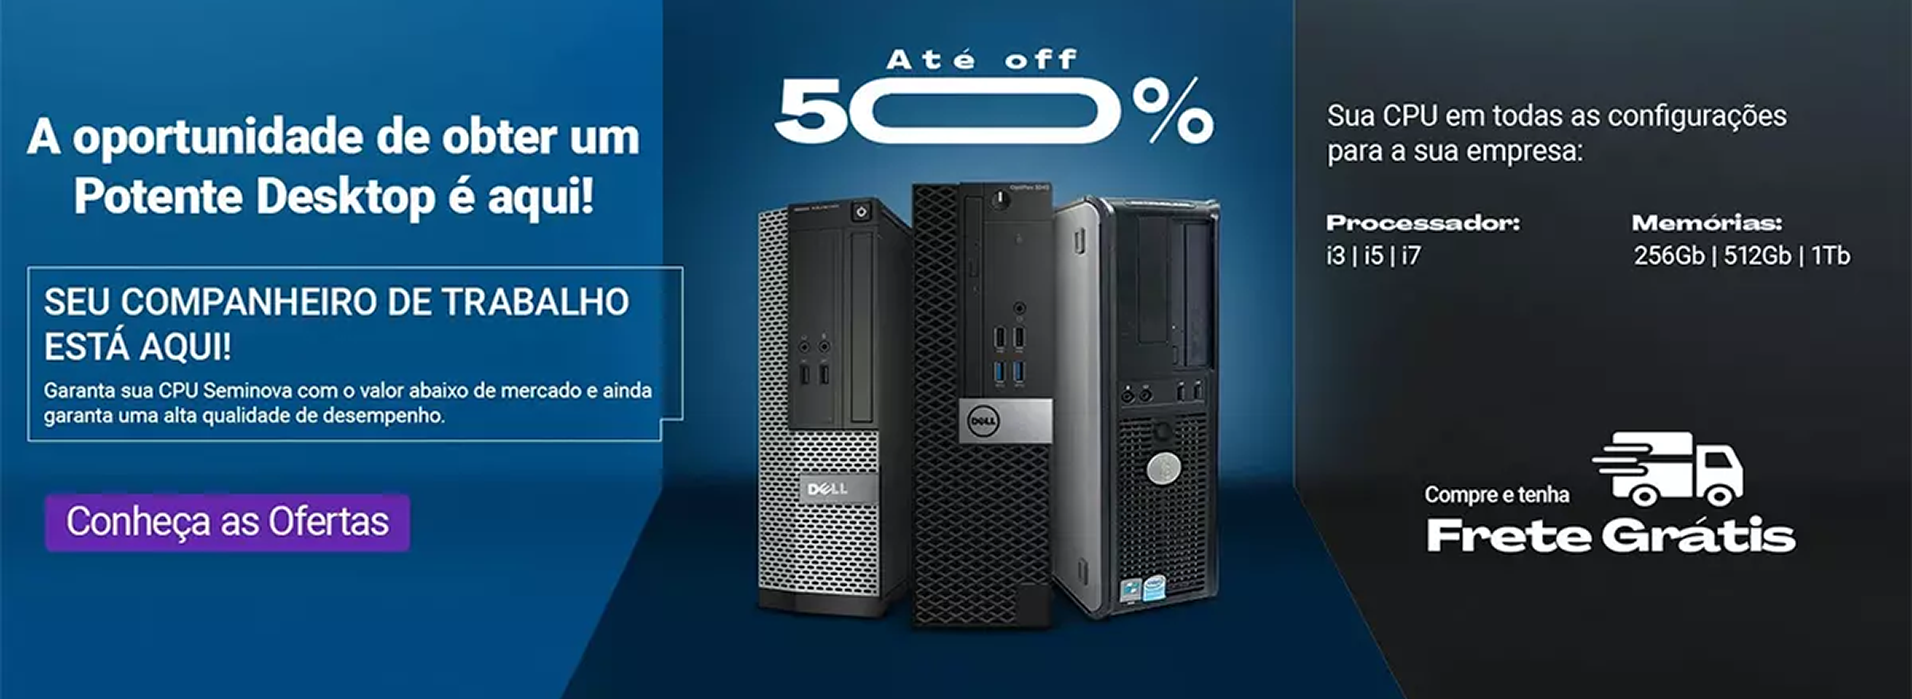 A oportunidade de obter um
Potente Desktop é aqui!
SEU COMPANHEIRO DE TRABALHO
ESTÁ AQUI!
Garanta sua CPU Seminova com o valor abaixo de mercado e ainda
garanta uma alta qualidade de desempenho.
Conheça as Ofertas
Até off
50%
DELL
DELL
Sua CPU em todas as configurações
para a sua empresa:
Processador:
i3 | i5 | i7
Memórias:
256Gb | 512Gb | 1Tb
Compre e tenha
Frete Grátis